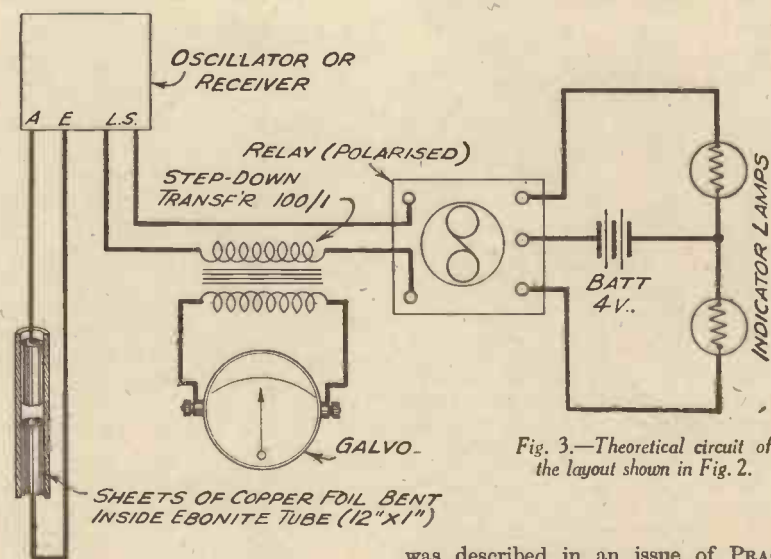 OSCILLATOR OR
RECEIVER
A E L.S.
RELAY (POLARISED)
STEP-DOWN
TRANSF'R 100/1
BATT
4V.
INDICATOR LAMPS
GALVO
SHEETS OF COPPER FOIL BENT
INSIDE EBONITE TUBE (12"X1")
Fig. 3.—Theoretical circuit of
the layout shown in Fig. 2.
was described in an issue of PRA